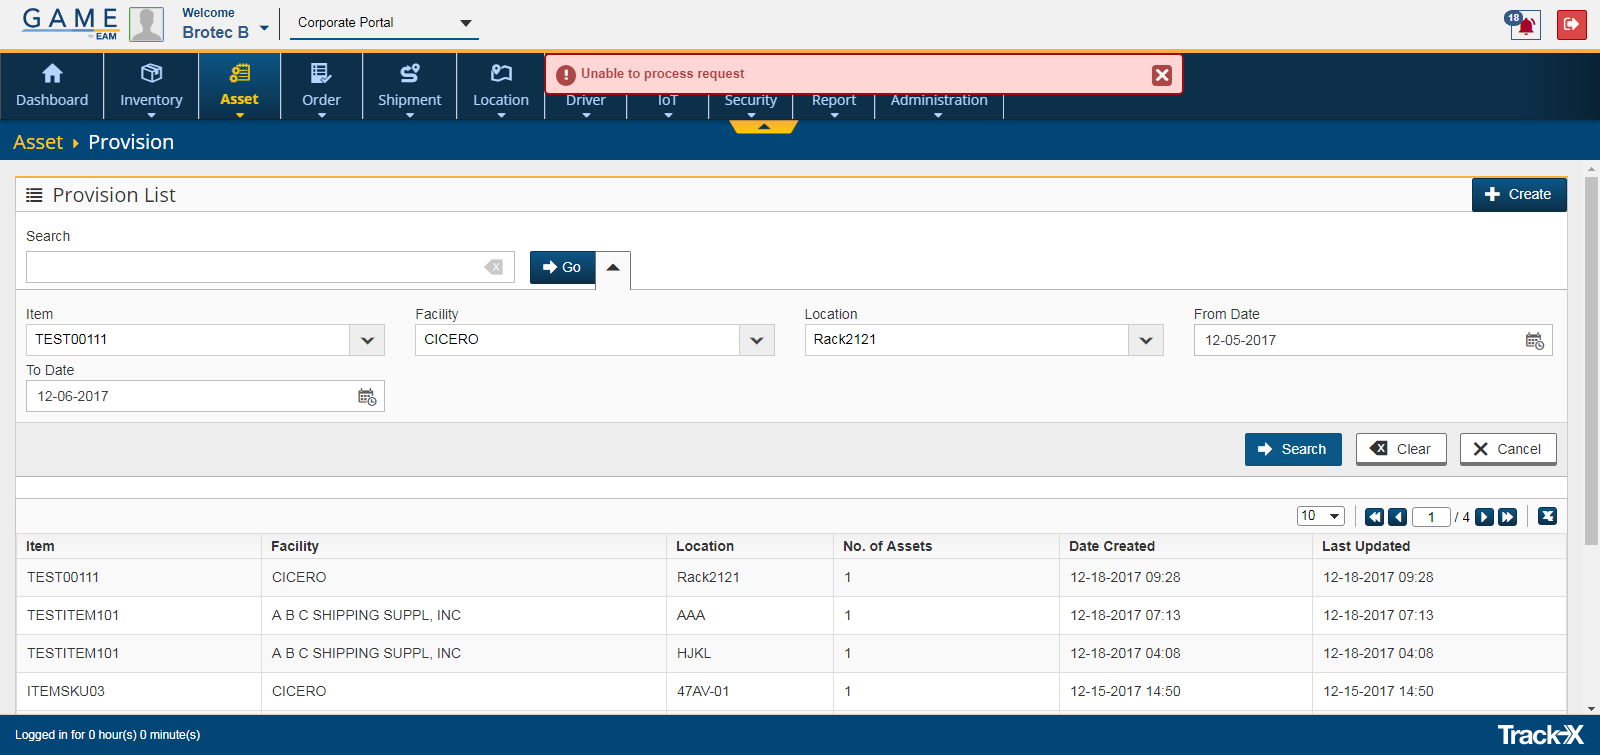 GAME
EAM
Welcome
Brotec B
Corporate Portal
18
Dashboard
Inventory
Asset
Order
Shipment
Location
Driver
IoT
Security
Report
Administration
Unable to process request
Asset Provision
Provision List
Create
Search
Go
Item
Facility
Location
From Date
TEST00111
CICERO
Rack2121
12-05-2017
To Date
12-06-2017
Search
Clear
Cancel
10
1 / 4
Item Facility Location No. of Assets Date Created Last Updated
TEST00111 CICERO Rack2121 1 12-18-2017 09:28 12-18-2017 09:28
TESTITEM101 A B C SHIPPING SUPPL, INC AAA 1 12-18-2017 07:13 12-18-2017 07:13
TESTITEM101 A B C SHIPPING SUPPL, INC HJKL 1 12-18-2017 04:08 12-18-2017 04:08
ITEMSKU03 CICERO 47AV-01 1 12-15-2017 14:50 12-15-2017 14:50
Logged in for 0 hour(s) 0 minute(s)
Track-X